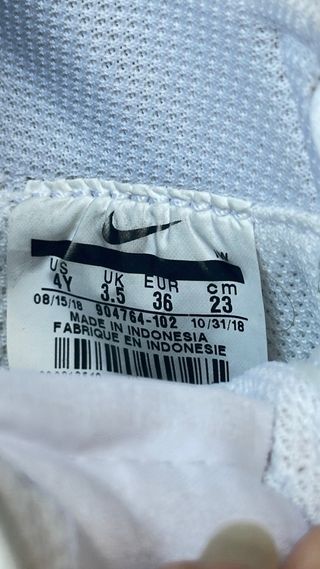 W
US UK EUR cm
4Y 3.5 36 23
08/15/18 904764-102 10/31/18
MADE IN INDONESIA
FABRIQUE EN INDONESIE